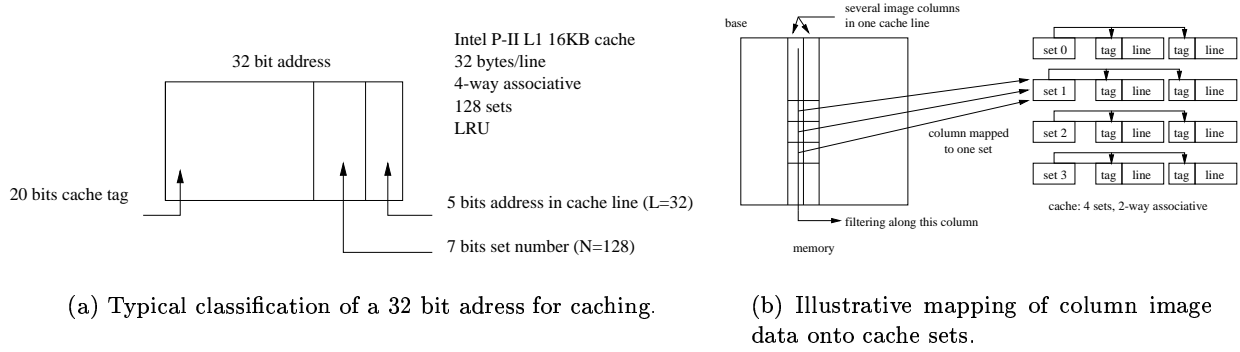 32 bit address
Intel P-II L1 16KB cache
32 bytes/line
4-way associative
128 sets
LRU
20 bits cache tag
5 bits address in cache line (L=32)
7 bits set number (N=128)
(a) Typical classification of a 32 bit adress for caching.
base
several image columns
in one cache line
column mapped
to one set
filtering along this column
memory
set 0 tag line tag line
set 1 tag line tag line
set 2 tag line tag line
set 3 tag line tag line
cache: 4 sets, 2-way associative
(b) Illustrative mapping of column image
data onto cache sets.